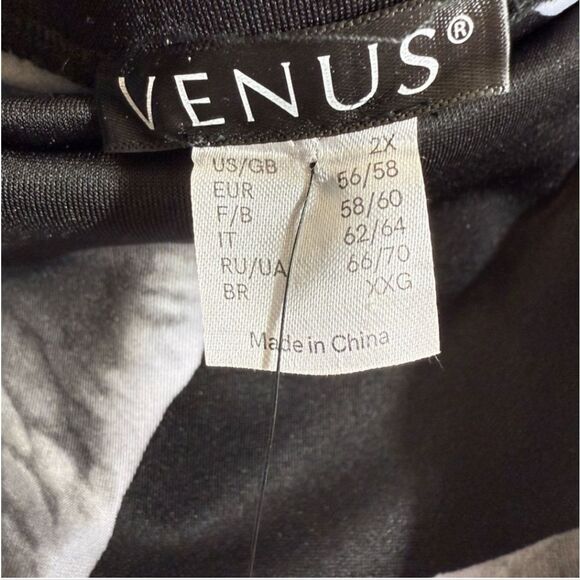 VENUS®
US/GB 2X
EUR 56/58
F/B 58/60
IT 62/64
RU/UA 66/70
BR XXG
Made in China